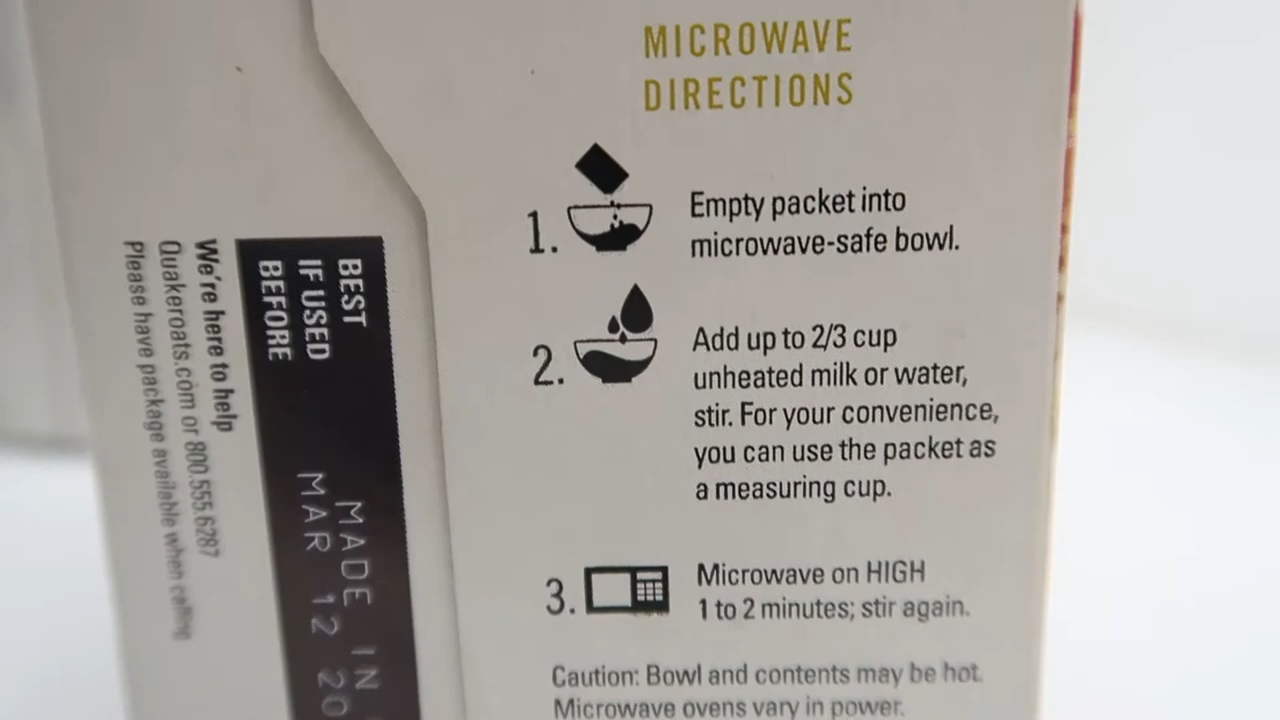 MICROWAVE
DIRECTIONS
1.
Empty packet into
microwave-safe bowl.
2.
Add up to 2/3 cup
unheated milk or water,
stir. For your convenience,
you can use the packet as
a measuring cup.
3.
Microwave on HIGH
1 to 2 minutes; stir again.
Caution: Bowl and contents may be hot.
Microwave ovens vary in power.
BEST
IF USED
BEFORE
MADE IN
MAR 12 20
We're here to help
Quakeroats.com or 800.555.6287
Please have package available when calling